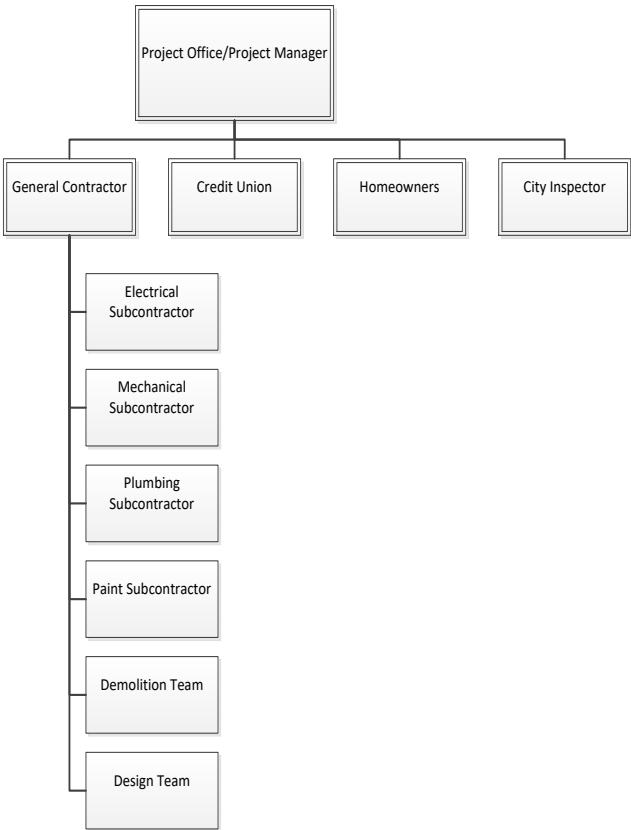 Project Office/Project Manager
General Contractor
Credit Union
Homeowners
City Inspector
Electrical
Subcontractor
Mechanical
Subcontractor
Plumbing
Subcontractor
Paint Subcontractor
Demolition Team
Design Team